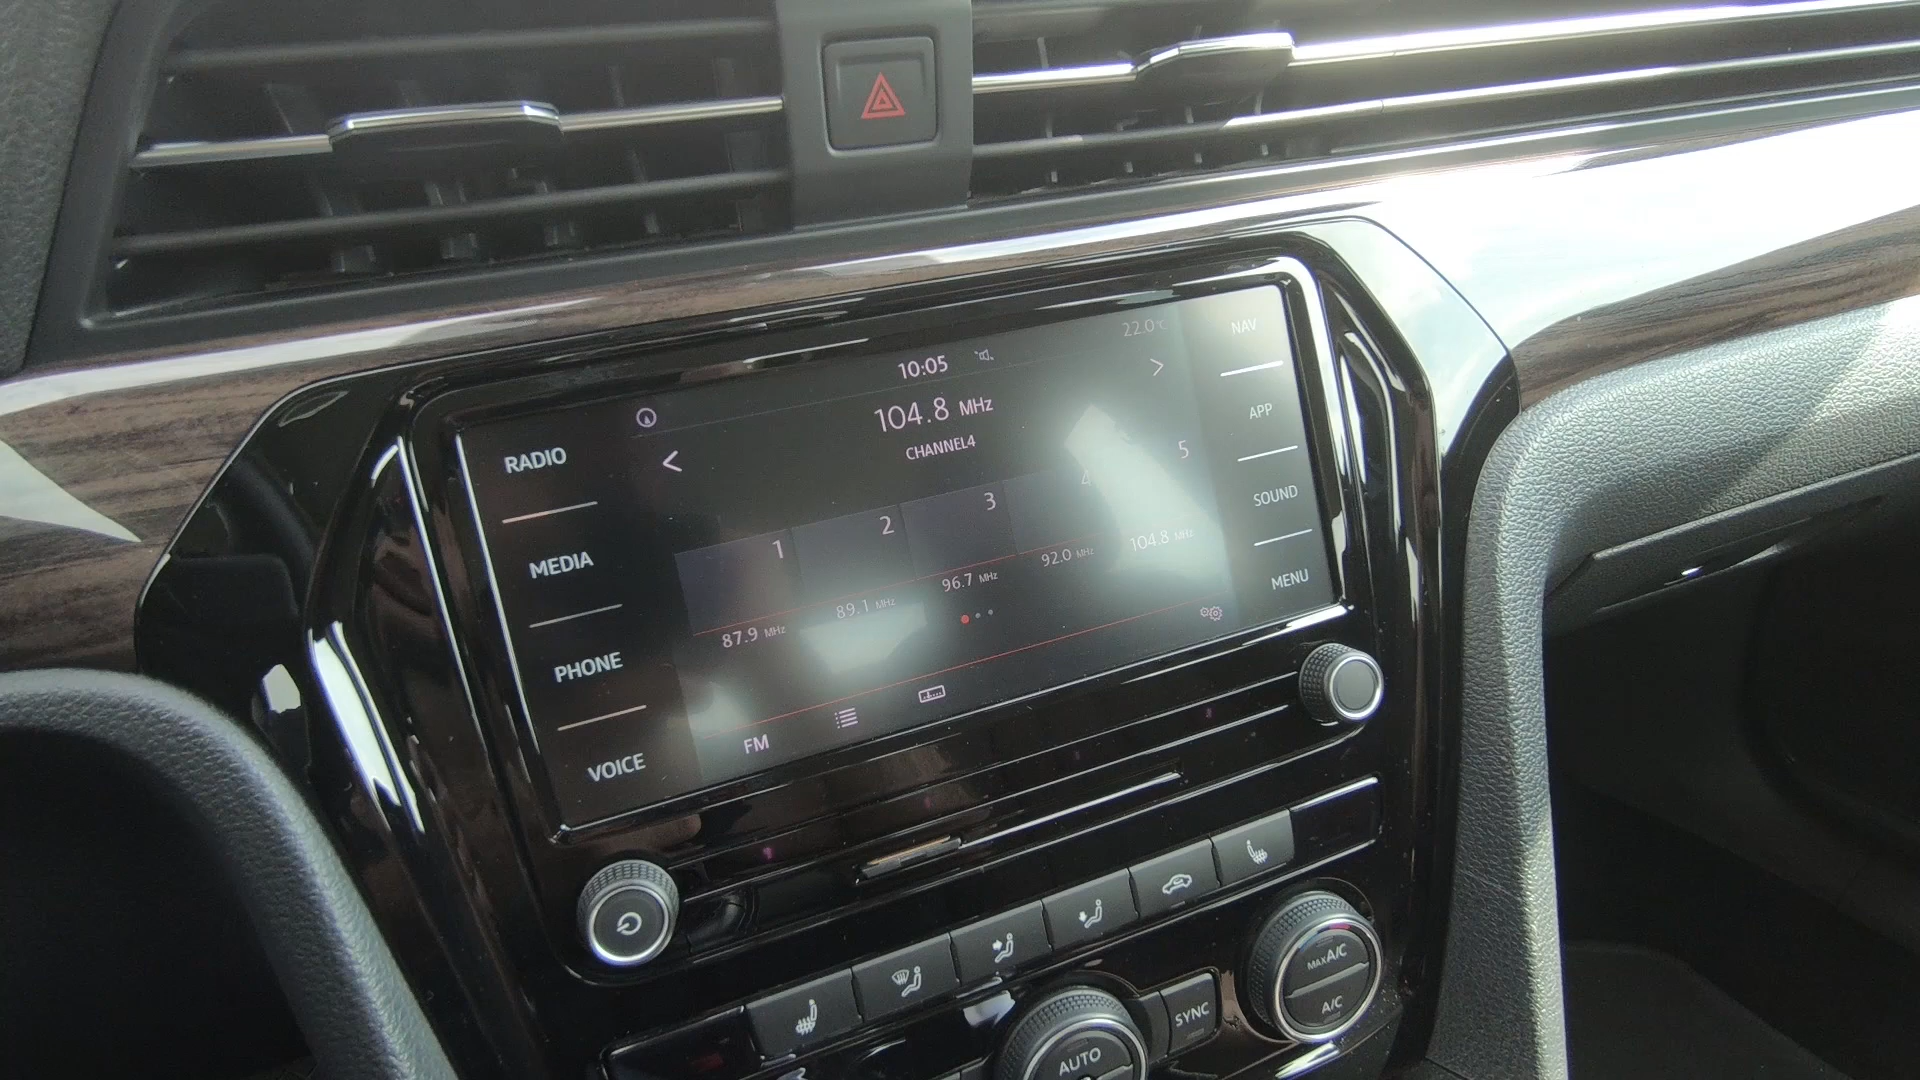 10:05
22.0°C
104.8 MHz
CHANNEL4
<
>
RADIO
MEDIA
PHONE
VOICE
NAV
APP
SOUND
MENU
1
2
3
4
5
87.9 MHz
89.1 MHz
96.7 MHz
92.0 MHz
104.8 MHz
FM
SYNC
MAX A/C
A/C
AUTO